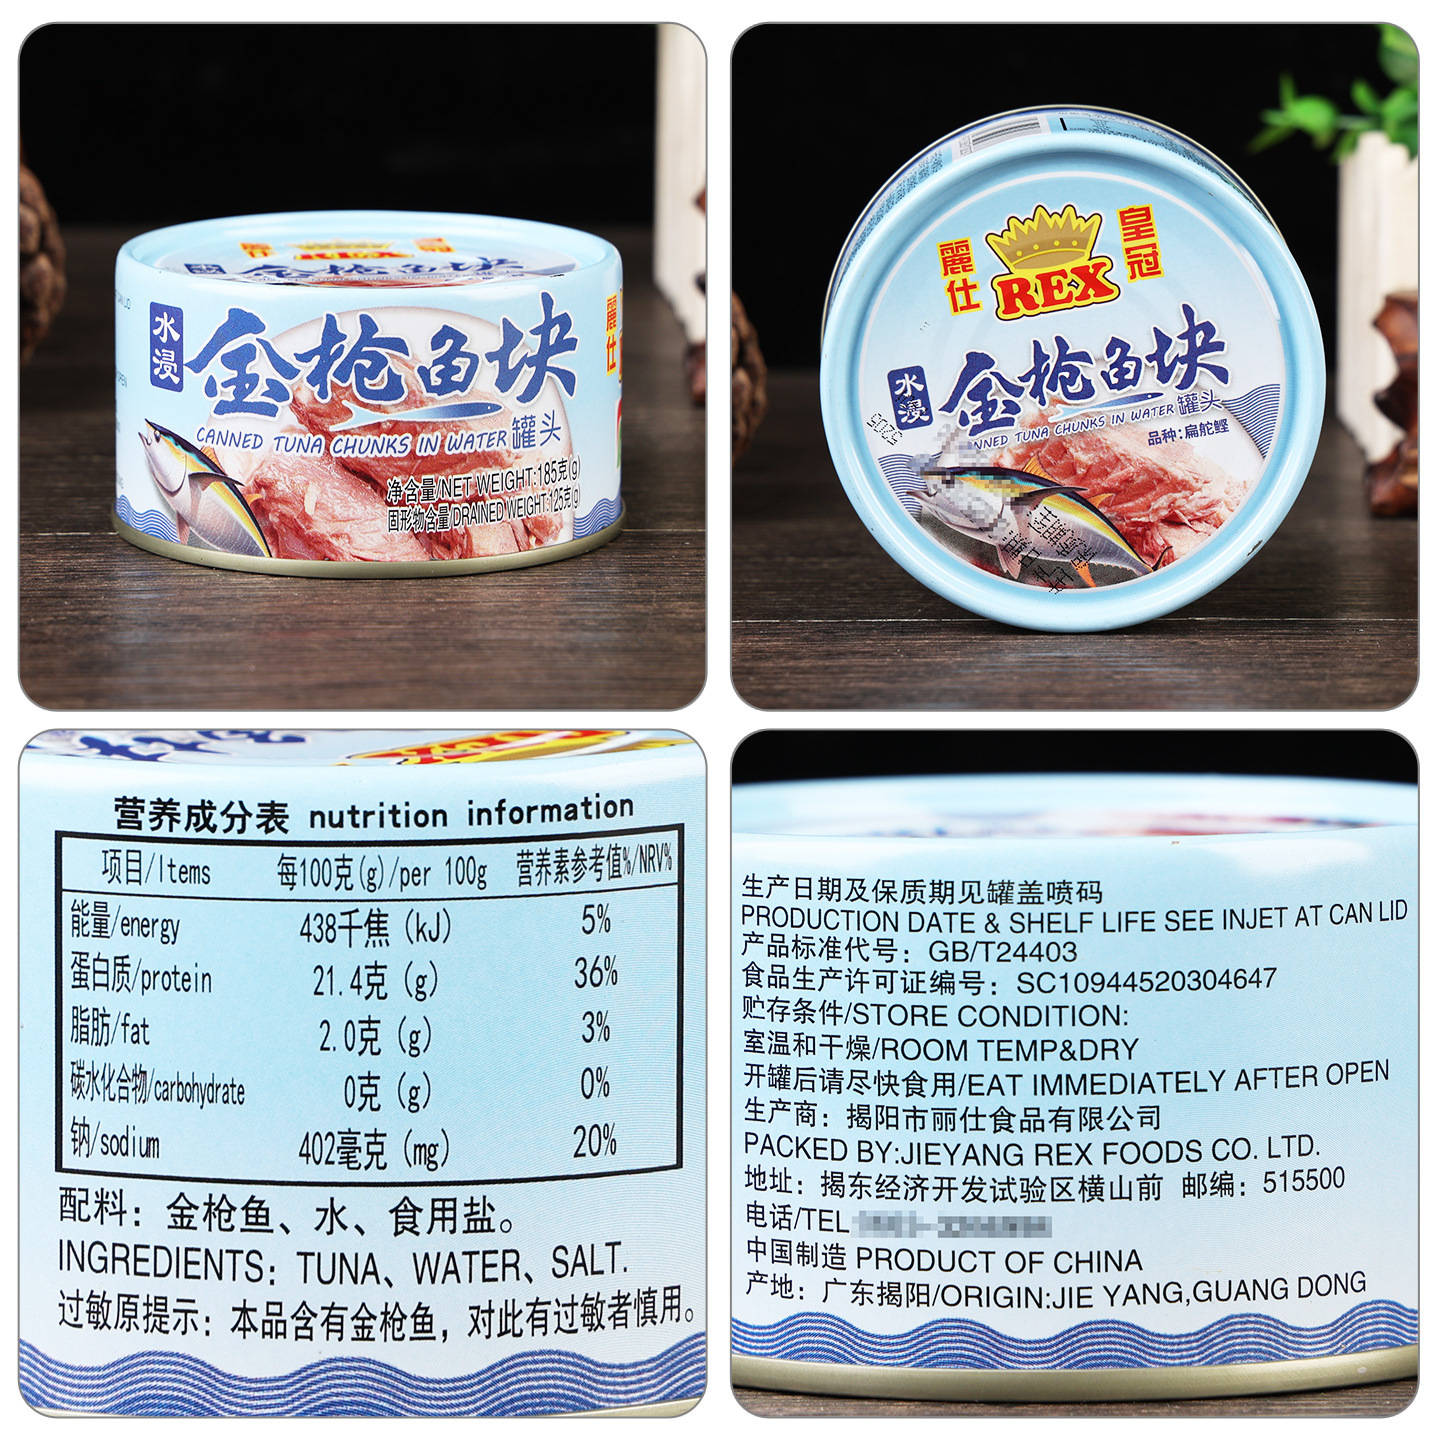 麗仕
REX
水浸
金枪鱼块
CANNED TUNA CHUNKS IN WATER 罐头
净含量/NET WEIGHT:185克(g)
固形物含量/DRAINED WEIGHT:125克(g)
麗仕
皇冠
REX
水浸
金枪鱼块
CANNED TUNA CHUNKS IN WATER 罐头
品种:扁舵鲣
营养成分表 nutrition information
项目/Items 每100克(g)/per 100g 营养素参考值%/NRV%
能量/energy 438千焦 (kJ) 5%
蛋白质/protein 21.4克 (g) 36%
脂肪/fat 2.0克 (g) 3%
碳水化合物/carbohydrate 0克 (g) 0%
钠/sodium 402毫克 (mg) 20%
配料：金枪鱼、水、食用盐。
INGREDIENTS：TUNA、WATER、SALT.
过敏原提示：本品含有金枪鱼，对此有过敏者慎用。
生产日期及保质期见罐盖喷码
PRODUCTION DATE & SHELF LIFE SEE INJET AT CAN LID
产品标准代号：GB/T24403
食品生产许可证编号：SC10944520304647
贮存条件/STORE CONDITION:
室温和干燥/ROOM TEMP&DRY
开罐后请尽快食用/EAT IMMEDIATELY AFTER OPEN
生产商：揭阳市丽仕食品有限公司
PACKED BY:JIEYANG REX FOODS CO. LTD.
地址：揭东经济开发试验区横山前 邮编：515500
电话/TEL
中国制造 PRODUCT OF CHINA
产地：广东揭阳/ORIGIN:JIE YANG,GUANG DONG